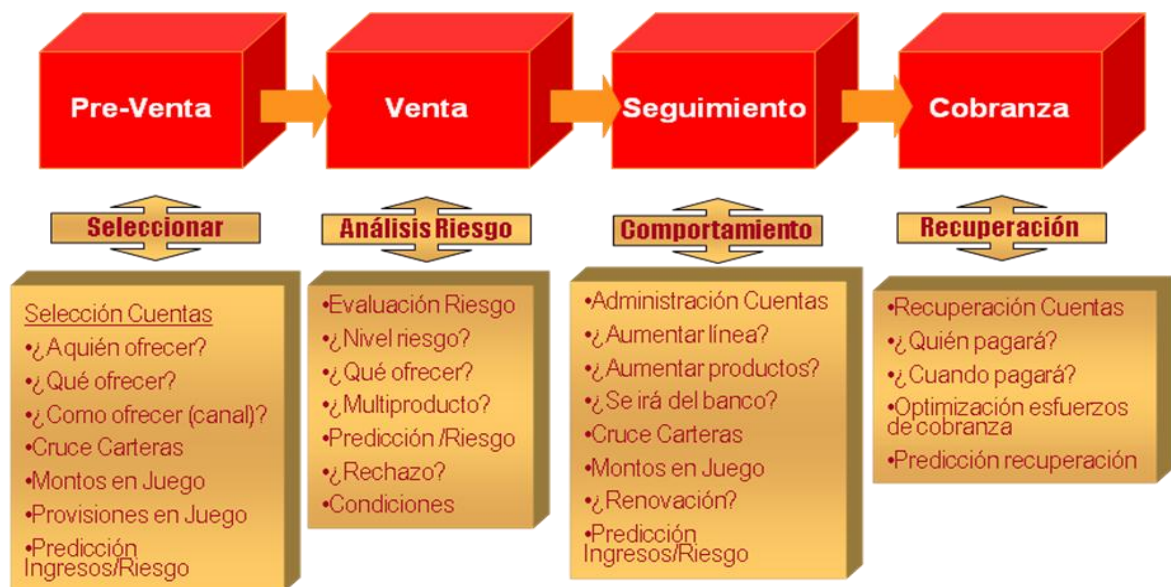 Pre-Venta
Venta
Seguimiento
Cobranza
Seleccionar
Análisis Riesgo
Comportamiento
Recuperación
Selección Cuentas
•¿Aquién ofrecer?
•¿Qué ofrecer?
•¿Como ofrecer (canal)?
•Cruce Carteras
•Montos en Juego
•Provisiones en Juego
•Predicción
Ingresos/Riesgo
•Evaluación Riesgo
•¿Nivel riesgo?
•¿Qué ofrecer?
•¿Multiproducto?
•Predicción /Riesgo
•¿Rechazo?
•Condiciones
•Administración Cuentas
•¿Aumentar línea?
•¿Aumentar productos?
•¿Se irá del banco?
•Cruce Carteras
•Montos en Juego
•¿Renovación?
•Predicción
Ingresos/Riesgo
•Recuperación Cuentas
•¿Quién pagará?
•¿Cuando pagará?
•Optimización esfuerzos
de cobranza
•Predicción recuperación